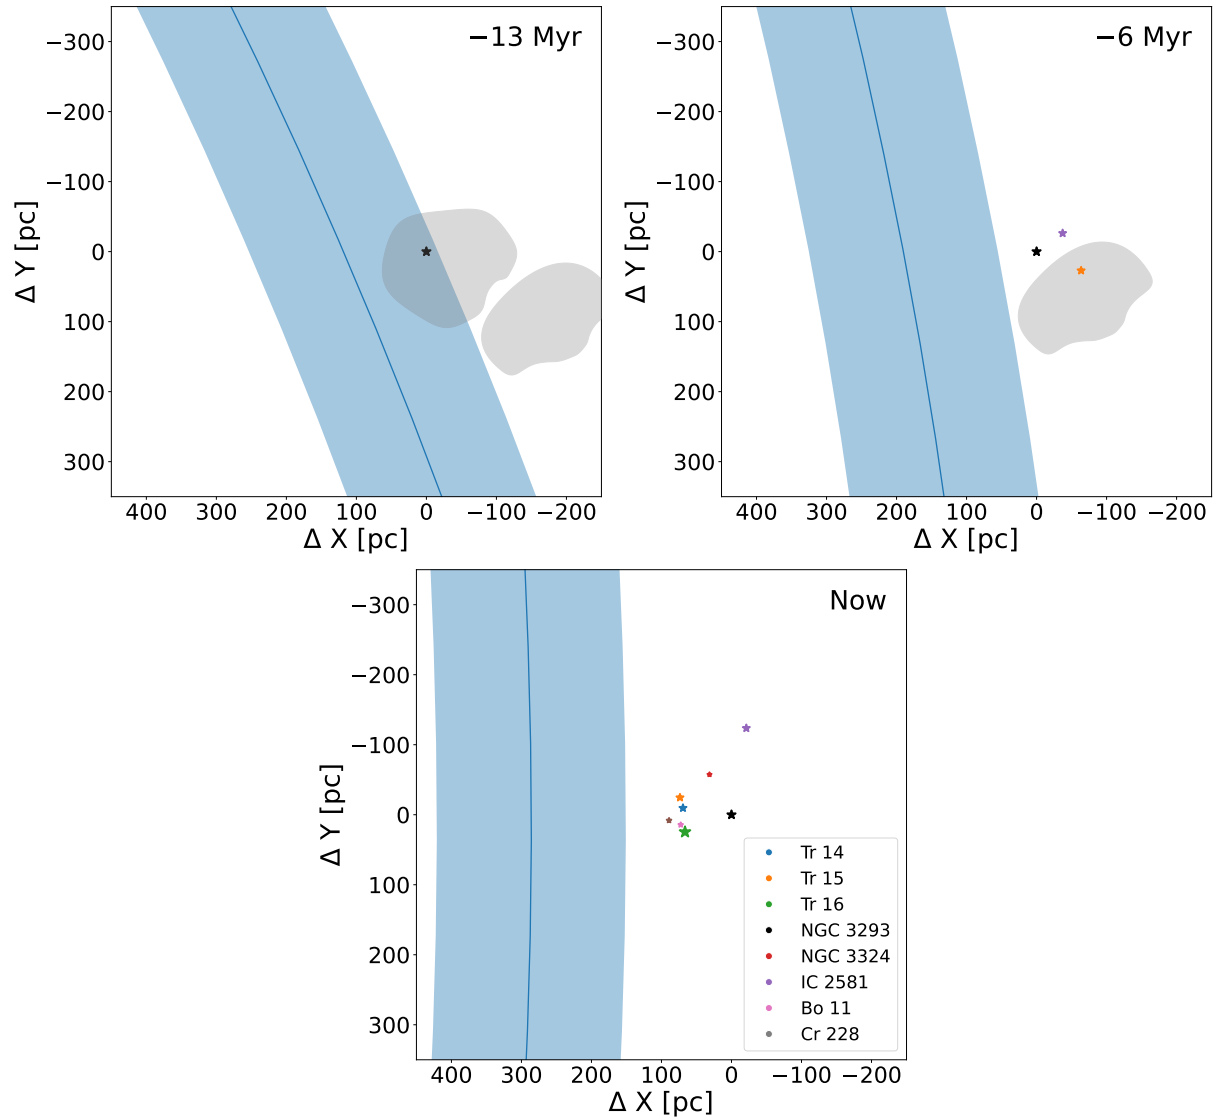 −13 Myr
−300
−200
−100
0
100
200
300
Δ Y [pc]
400 300 200 100 0 −100 −200
Δ X [pc]
−6 Myr
−300
−200
−100
0
100
200
300
Δ Y [pc]
400 300 200 100 0 −100 −200
Δ X [pc]
Now
−300
−200
−100
0
100
200
300
Δ Y [pc]
Tr 14
Tr 15
Tr 16
NGC 3293
NGC 3324
IC 2581
Bo 11
Cr 228
400 300 200 100 0 −100 −200
Δ X [pc]